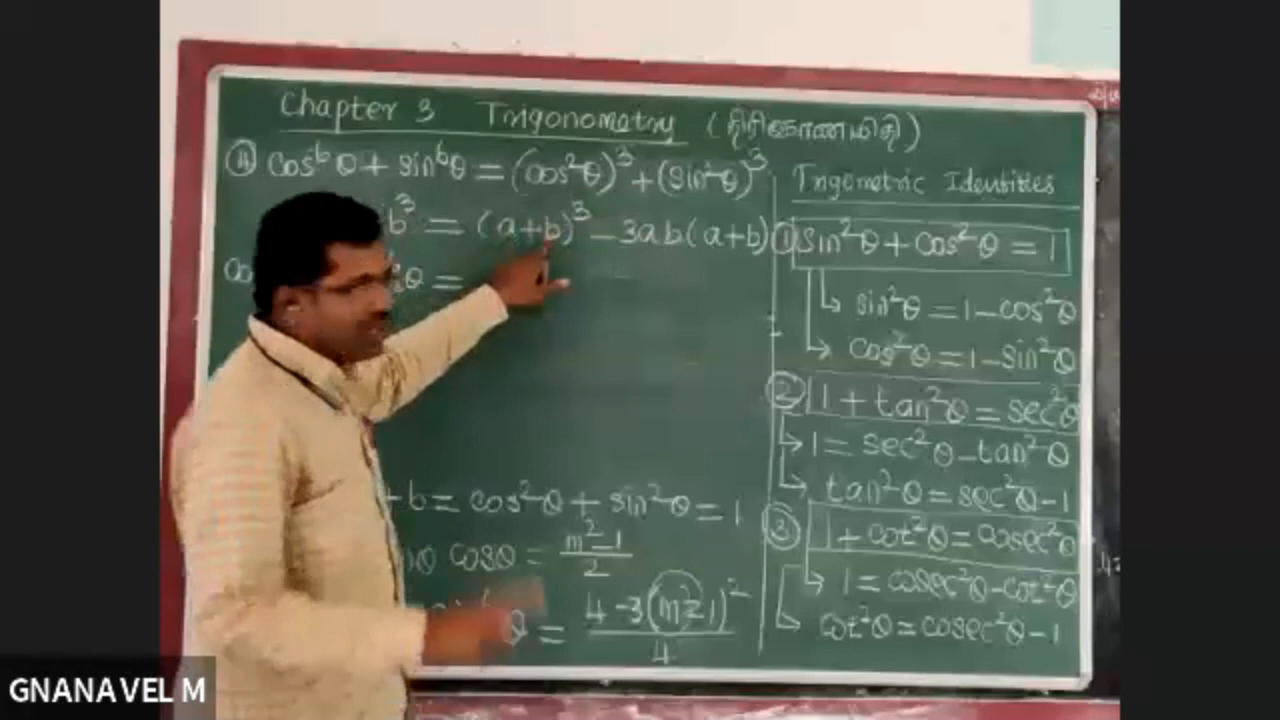 Chapter 3 Trigonometry (திரிகோணமிதி)
④ cos⁶θ + sin⁶θ = (cos²θ)³ + (sin²θ)³
b³ = (a+b)³ - 3ab(a+b)
θ =
+ b = cos²θ + sin²θ = 1
cosθ = m²-1/2
θ = 4-3(m²-1)²/4
Trigometric Identities
① sin²θ + cos²θ = 1
sin²θ = 1-cos²θ
cos²θ = 1-sin²θ
② 1 + tan²θ = sec²θ
1 = sec²θ-tan²θ
tan²θ = sec²θ-1
③ 1 + cot²θ = cosec²θ
1 = cosec²θ-cot²θ
cot²θ = cosec²θ-1
GNANAVEL M